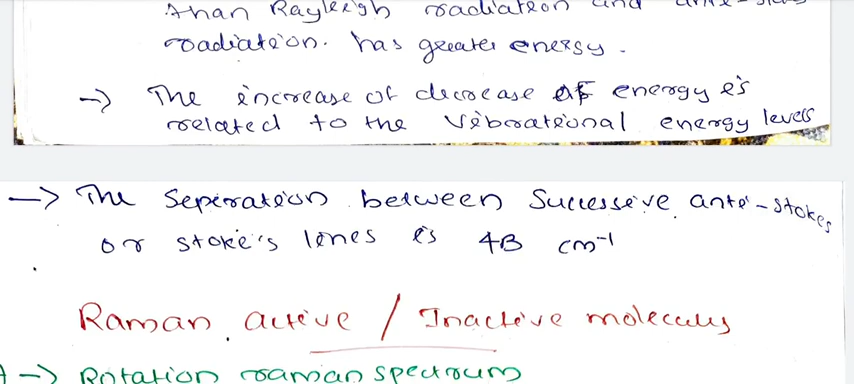 than Rayleigh radiation and
radiation. has greater energy.
→ The increase of decrease of energy is
related to the vibrational energy levels
→ The Seperation between Successive anti-stokes
or stoke's lines is 4B cm⁻¹
Raman active / Inactive molecules
→ Rotation raman spectrum